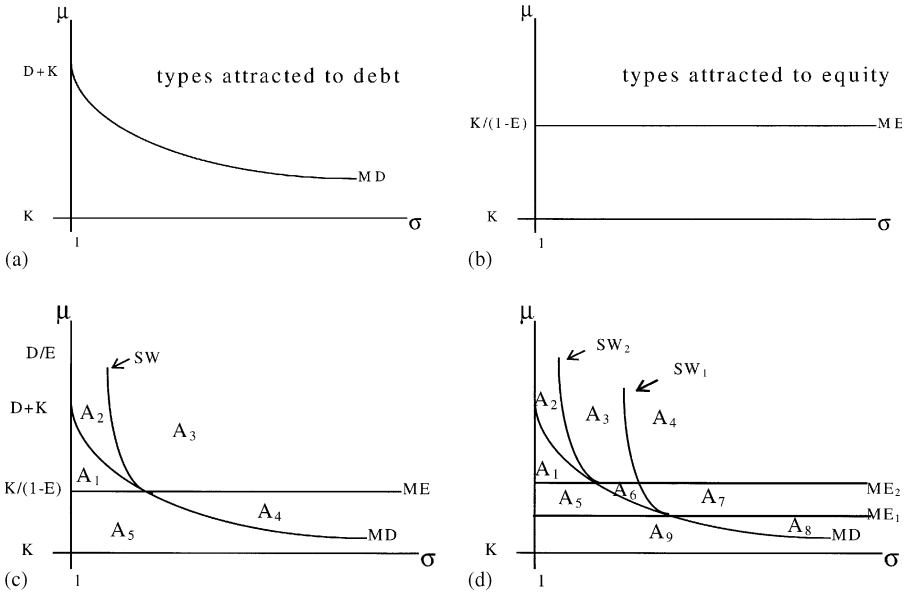 μ
D+K
types attracted to debt
MD
K
σ
1
(a)
μ
types attracted to equity
K/(1-E)
ME
K
σ
1
(b)
μ
D/E
SW
D+K
A2
A3
A1
K/(1-E)
ME
A4
A5
MD
K
σ
1
(c)
μ
SW2
SW1
A2
A3
A4
A1
ME2
A5
A6
A7
ME1
A9
A8
MD
K
σ
1
(d)